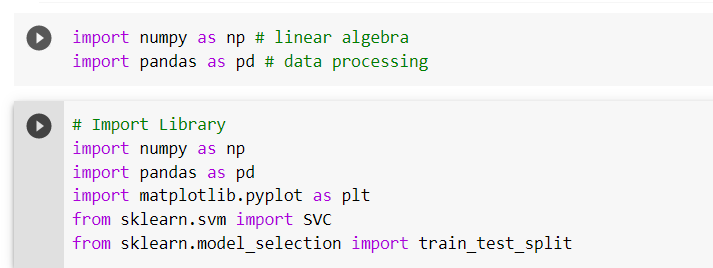 import numpy as np # linear algebra
import pandas as pd # data processing
# Import Library
import numpy as np
import pandas as pd
import matplotlib.pyplot as plt
from sklearn.svm import SVC
from sklearn.model_selection import train_test_split